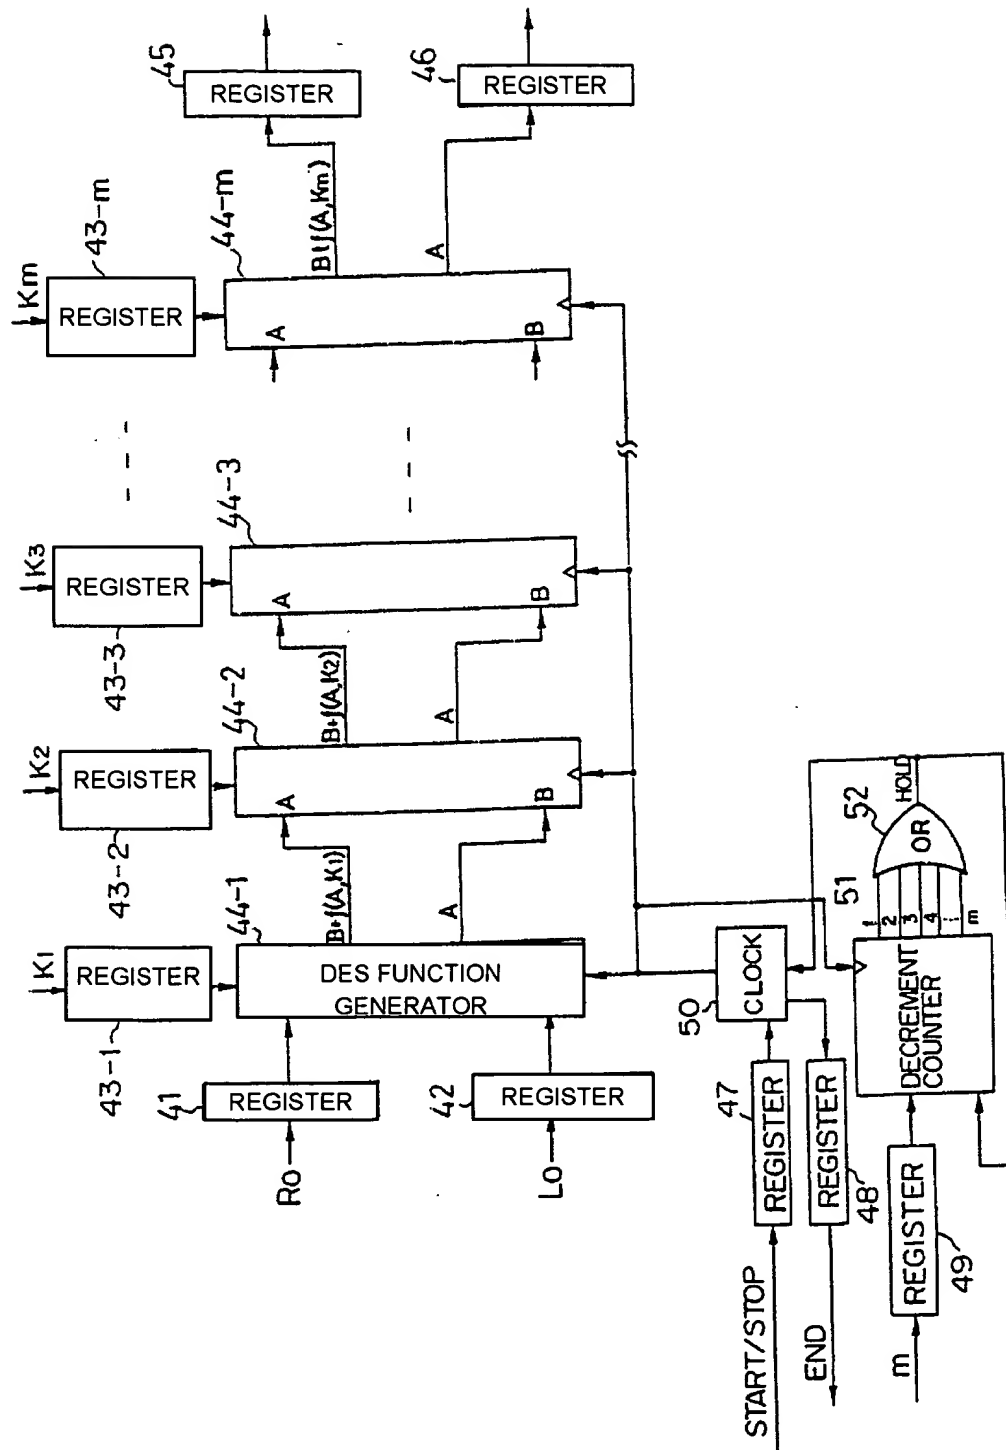 45
REGISTER
46
REGISTER
Km
REGISTER
43-m
44-m
B+f(A,Km)
A
A
B
K3
REGISTER
43-3
44-3
A
B
B+f(A,K2)
A
K2
REGISTER
43-2
44-2
A
B
B+f(A,K1)
A
K1
REGISTER
43-1
44-1
DES FUNCTION
GENERATOR
41
REGISTER
R0
42
REGISTER
L0
50
CLOCK
47
REGISTER
START/STOP
REGISTER
48
END
49
REGISTER
m
51
DECREMENT
COUNTER
1
2
3
4
m
52
OR
HOLD